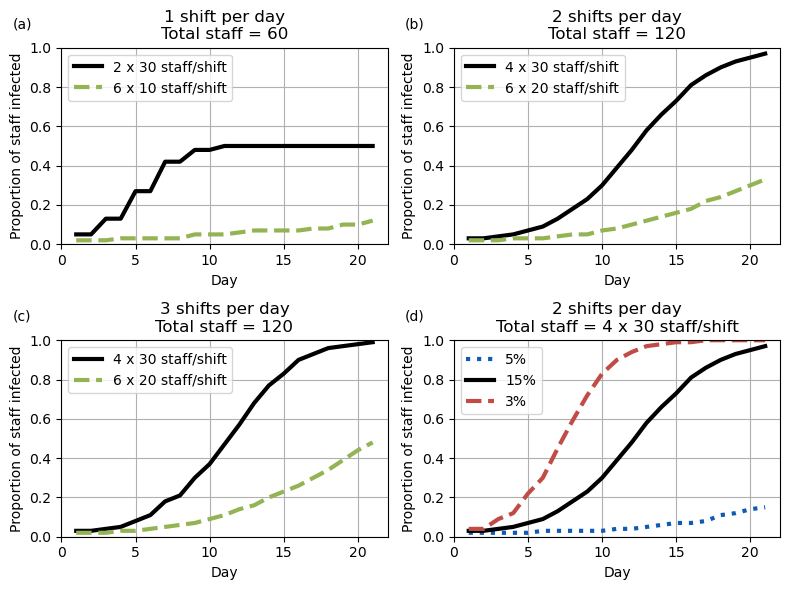 (a)
1 shift per day
Total staff = 60
Proportion of staff infected
1.0
0.8
0.6
0.4
0.2
0.0
2 x 30 staff/shift
6 x 10 staff/shift
0 5 10 15 20
Day
(b)
2 shifts per day
Total staff = 120
Proportion of staff infected
1.0
0.8
0.6
0.4
0.2
0.0
4 x 30 staff/shift
6 x 20 staff/shift
0 5 10 15 20
Day
(c)
3 shifts per day
Total staff = 120
Proportion of staff infected
1.0
0.8
0.6
0.4
0.2
0.0
4 x 30 staff/shift
6 x 20 staff/shift
0 5 10 15 20
Day
(d)
2 shifts per day
Total staff = 4 x 30 staff/shift
Proportion of staff infected
1.0
0.8
0.6
0.4
0.2
0.0
5%
15%
3%
0 5 10 15 20
Day